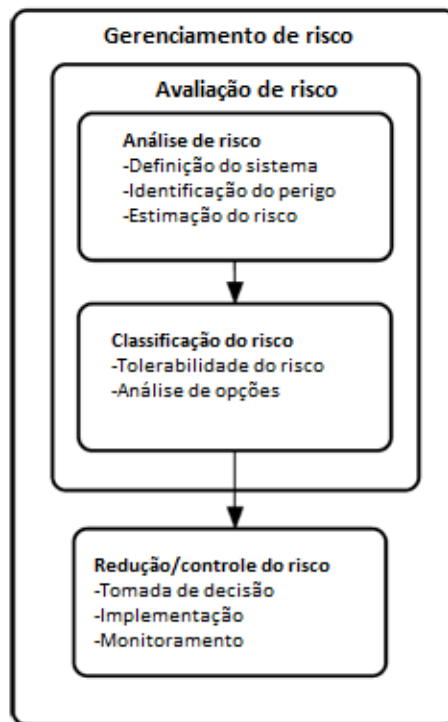 Gerenciamento de risco
Avaliação de risco
Análise de risco
-Definição do sistema
-Identificação do perigo
-Estimação do risco
Classificação do risco
-Tolerabilidade do risco
-Análise de opções
Redução/controle do risco
-Tomada de decisão
-Implementação
-Monitoramento